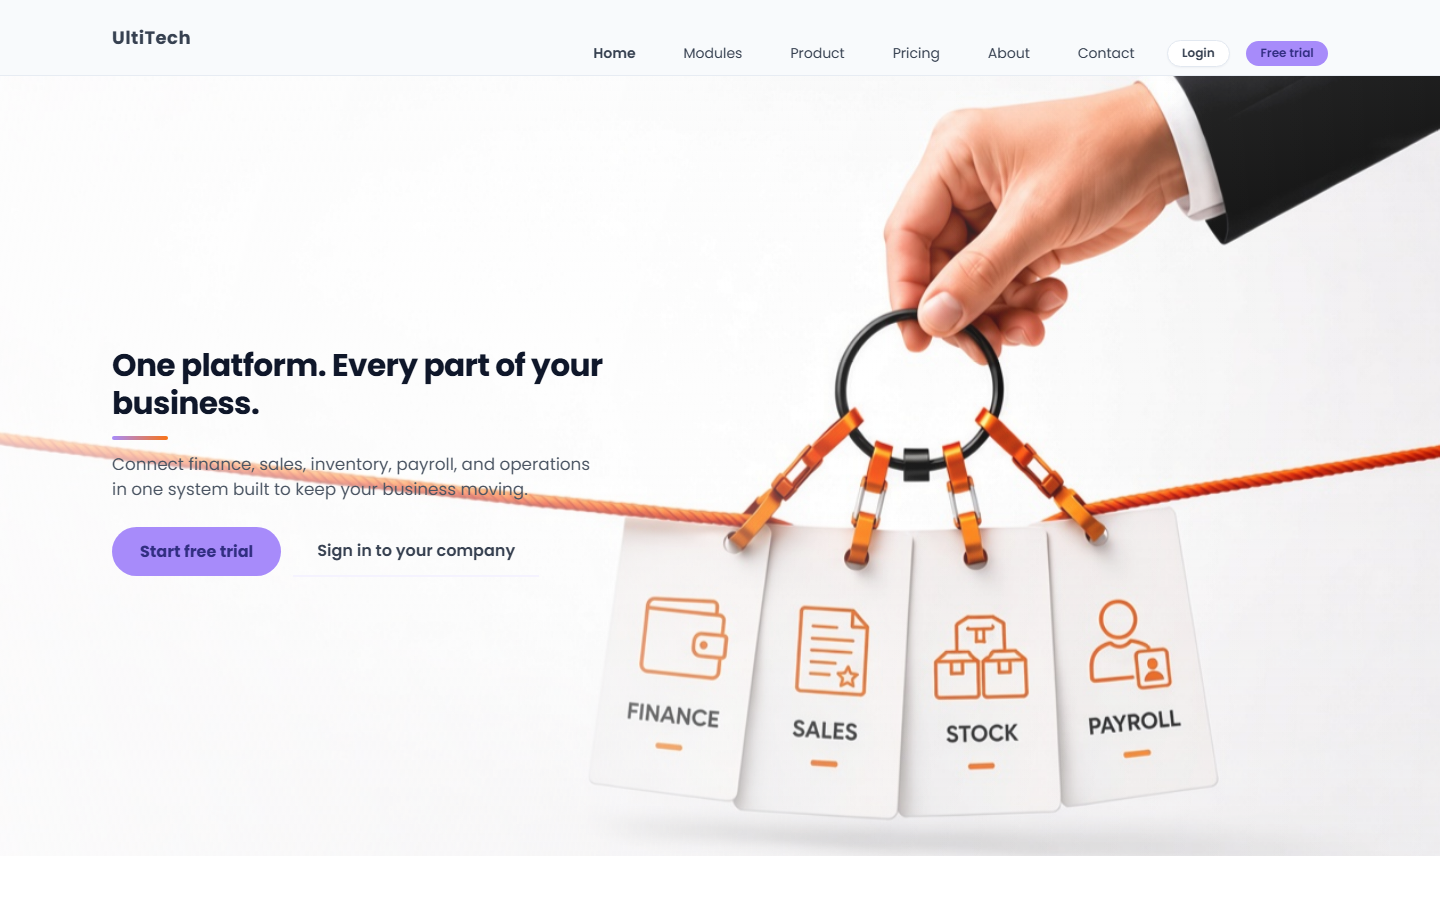 UltiTech
Home Modules Product Pricing About Contact Login Free trial
One platform. Every part of your
business.
Connect finance, sales, inventory, payroll, and operations
in one system built to keep your business moving.
Start free trial Sign in to your company
FINANCE
SALES
STOCK
PAYROLL